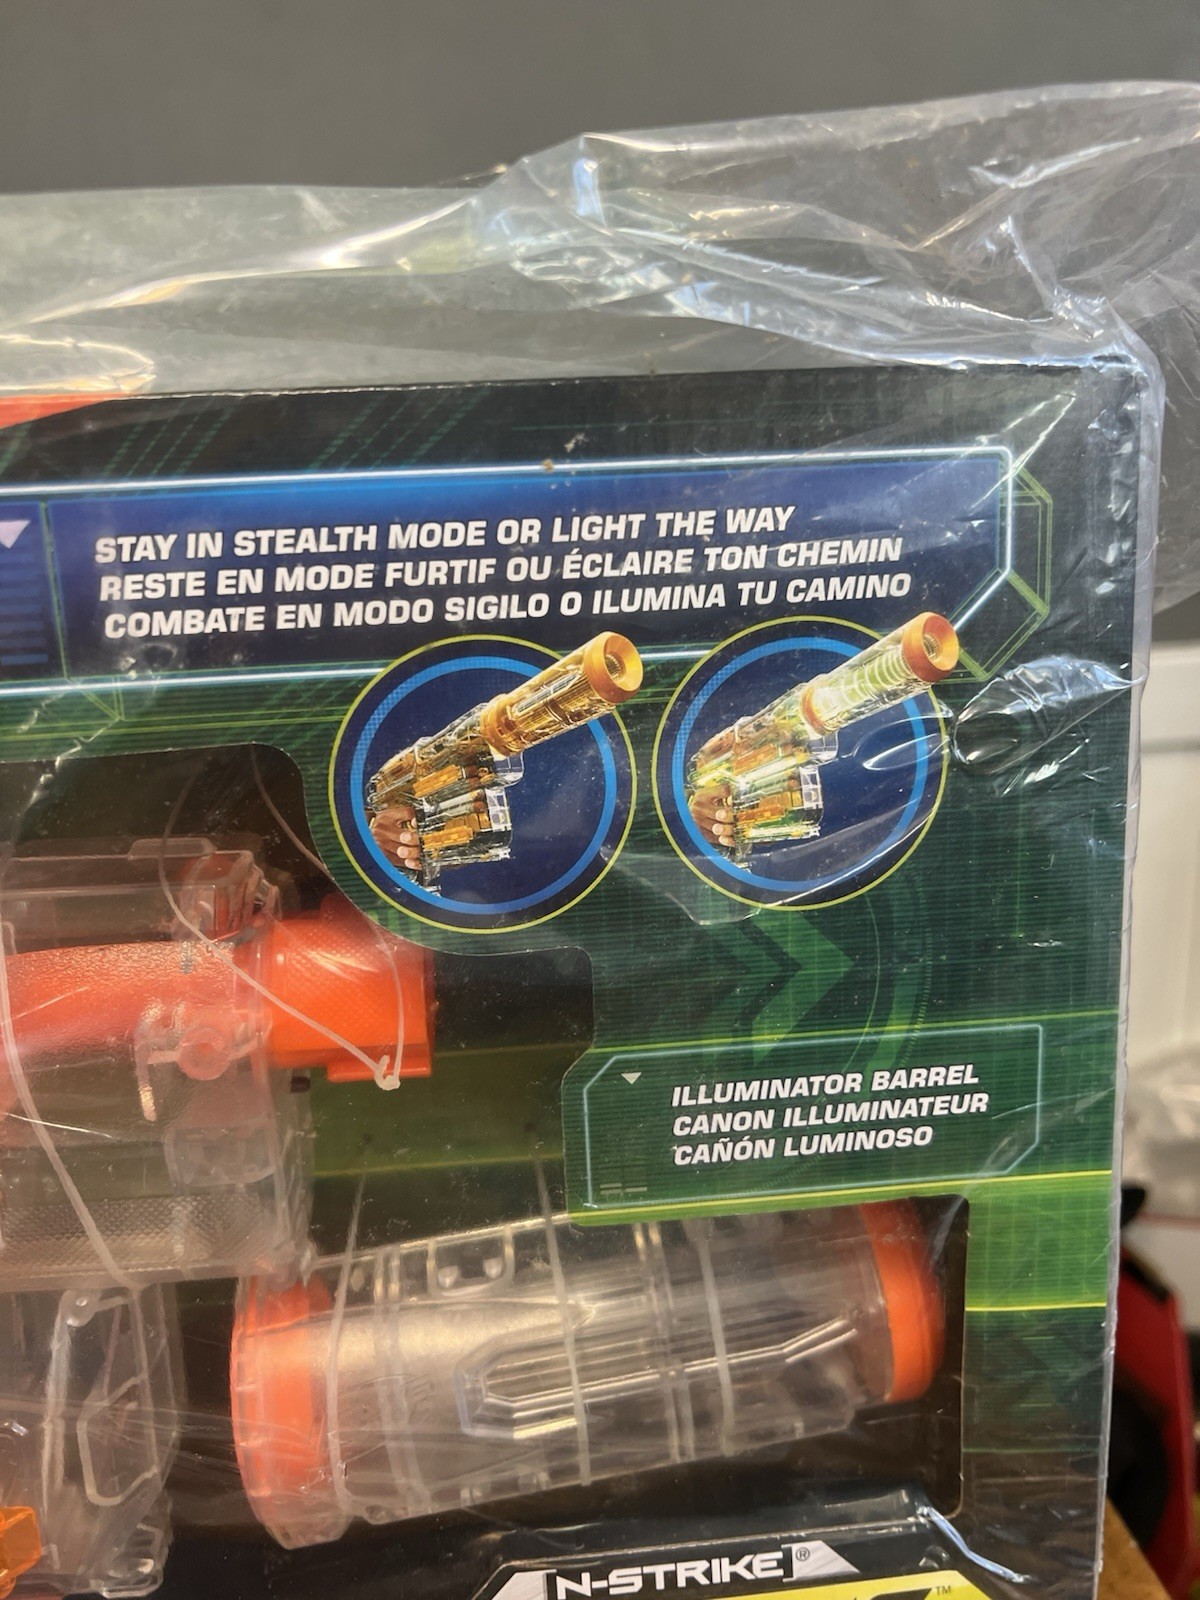 STAY IN STEALTH MODE OR LIGHT THE WAY
RESTE EN MODE FURTIF OU ÉCLAIRE TON CHEMIN
COMBATE EN MODO SIGILO O ILUMINA TU CAMINO
ILLUMINATOR BARREL
CANON ILLUMINATEUR
CAÑÓN LUMINOSO
N-STRIKE®
™